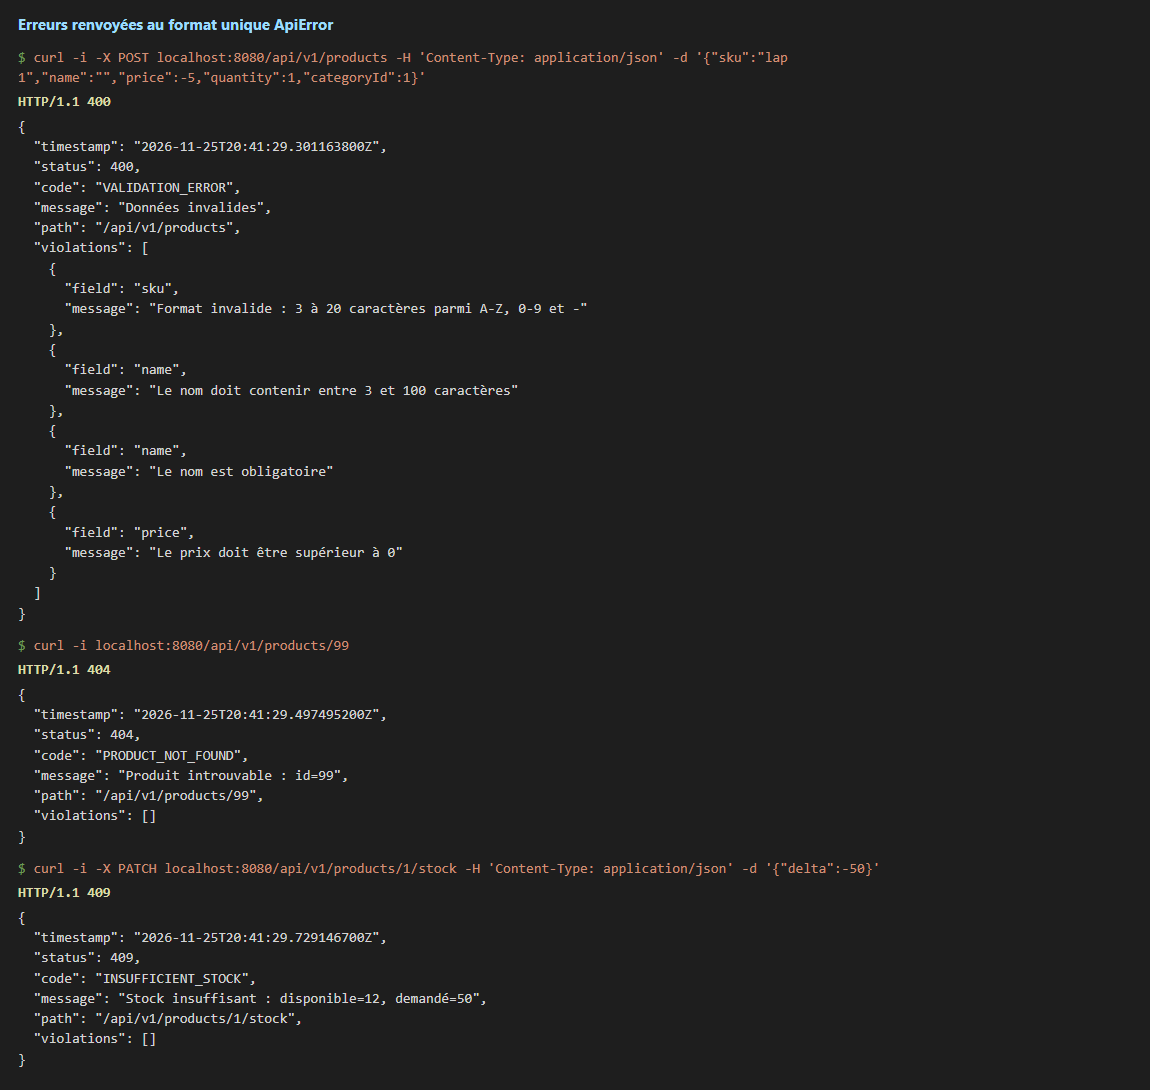 Erreurs renvoyées au format unique ApiError
$ curl -i -X POST localhost:8080/api/v1/products -H 'Content-Type: application/json' -d '{"sku":"lap
1","name":"","price":-5,"quantity":1,"categoryId":1}'
HTTP/1.1 400
{
  "timestamp": "2026-11-25T20:41:29.301163800Z",
  "status": 400,
  "code": "VALIDATION_ERROR",
  "message": "Données invalides",
  "path": "/api/v1/products",
  "violations": [
    {
      "field": "sku",
      "message": "Format invalide : 3 à 20 caractères parmi A-Z, 0-9 et -"
    },
    {
      "field": "name",
      "message": "Le nom doit contenir entre 3 et 100 caractères"
    },
    {
      "field": "name",
      "message": "Le nom est obligatoire"
    },
    {
      "field": "price",
      "message": "Le prix doit être supérieur à 0"
    }
  ]
}
$ curl -i localhost:8080/api/v1/products/99
HTTP/1.1 404
{
  "timestamp": "2026-11-25T20:41:29.497495200Z",
  "status": 404,
  "code": "PRODUCT_NOT_FOUND",
  "message": "Produit introuvable : id=99",
  "path": "/api/v1/products/99",
  "violations": []
}
$ curl -i -X PATCH localhost:8080/api/v1/products/1/stock -H 'Content-Type: application/json' -d '{"delta":-50}'
HTTP/1.1 409
{
  "timestamp": "2026-11-25T20:41:29.729146700Z",
  "status": 409,
  "code": "INSUFFICIENT_STOCK",
  "message": "Stock insuffisant : disponible=12, demandé=50",
  "path": "/api/v1/products/1/stock",
  "violations": []
}